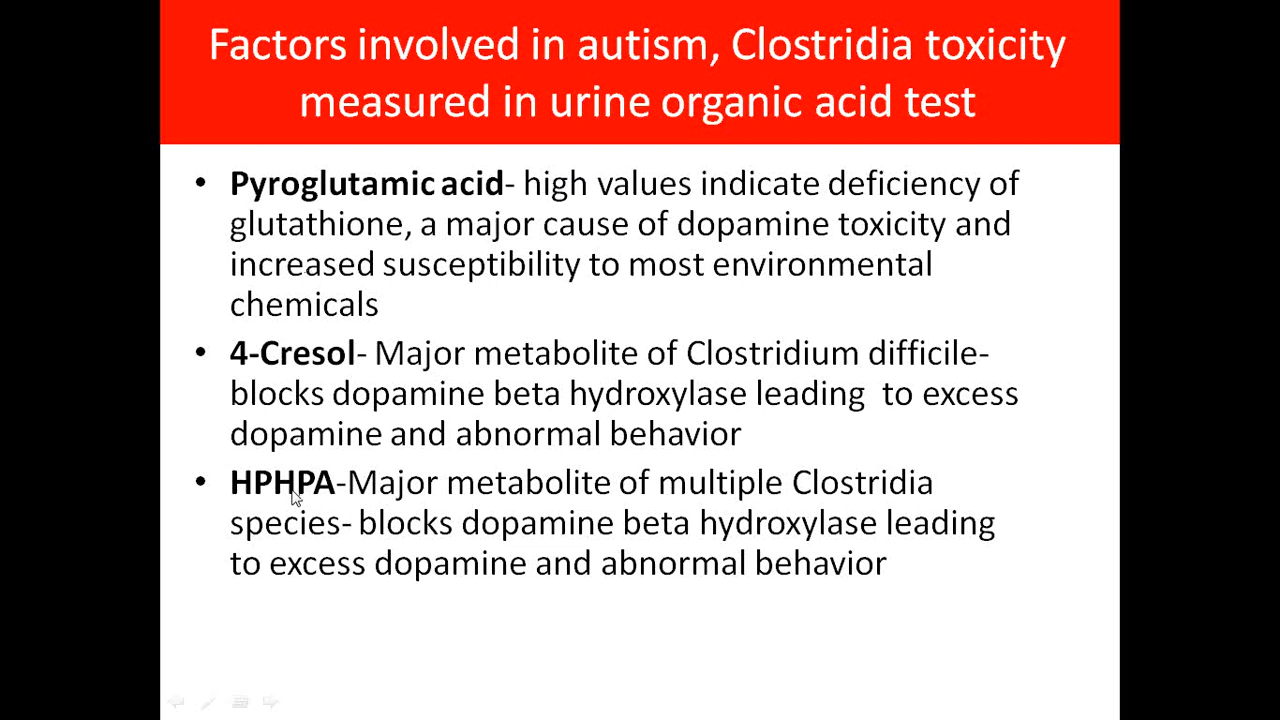 Factors involved in autism, Clostridia toxicity
measured in urine organic acid test
• Pyroglutamic acid- high values indicate deficiency of
glutathione, a major cause of dopamine toxicity and
increased susceptibility to most environmental
chemicals
• 4-Cresol- Major metabolite of Clostridium difficile-
blocks dopamine beta hydroxylase leading  to excess
dopamine and abnormal behavior
• HPHPA-Major metabolite of multiple Clostridia
species- blocks dopamine beta hydroxylase leading
to excess dopamine and abnormal behavior